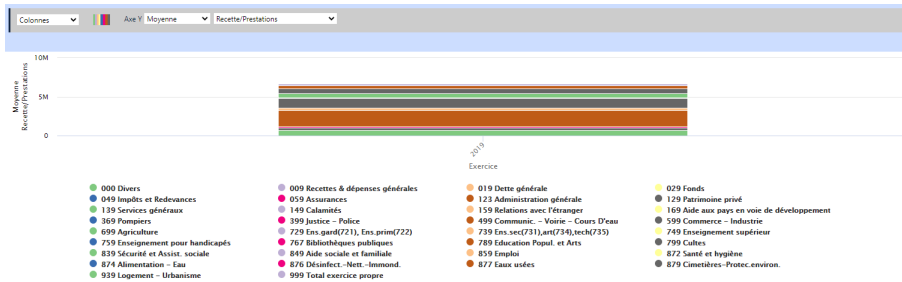 Colonnes Axe Y Moyenne Recette/Prestations
10M
5M
0
Moyenne
Recette/Prestations
2019
Exercice
000 Divers 009 Recettes & dépenses générales 019 Dette générale 029 Fonds
049 Impôts et Redevances 059 Assurances 123 Administration générale 129 Patrimoine privé
139 Services généraux 149 Calamités 159 Relations avec l'étranger 169 Aide aux pays en voie de développement
369 Pompiers 399 Justice - Police 499 Communic. - Voirie - Cours D'eau 599 Commerce - Industrie
699 Agriculture 729 Ens.gard(721), Ens.prim(722) 739 Ens.sec(731),art(734),tech(735) 749 Enseignement supérieur
759 Enseignement pour handicapés 767 Bibliothèques publiques 789 Education Popul. et Arts 799 Cultes
839 Sécurité et Assist. sociale 849 Aide sociale et familiale 859 Emploi 872 Santé et hygiène
874 Alimentation - Eau 876 Désinfect.-Nett.-Immond. 877 Eaux usées 879 Cimetières-Protec.environ.
939 Logement - Urbanisme 999 Total exercice propre